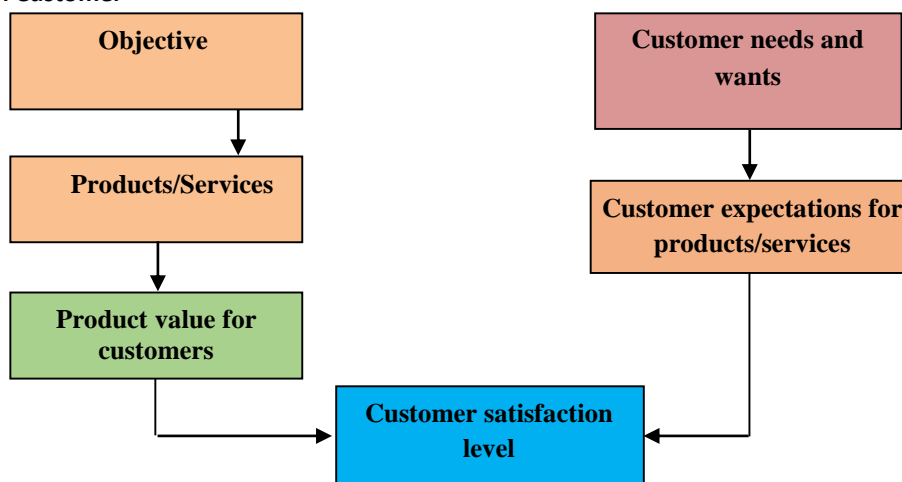 Customer
Objective
Customer needs and
wants
Products/Services
Customer expectations for
products/services
Product value for
customers
Customer satisfaction
level